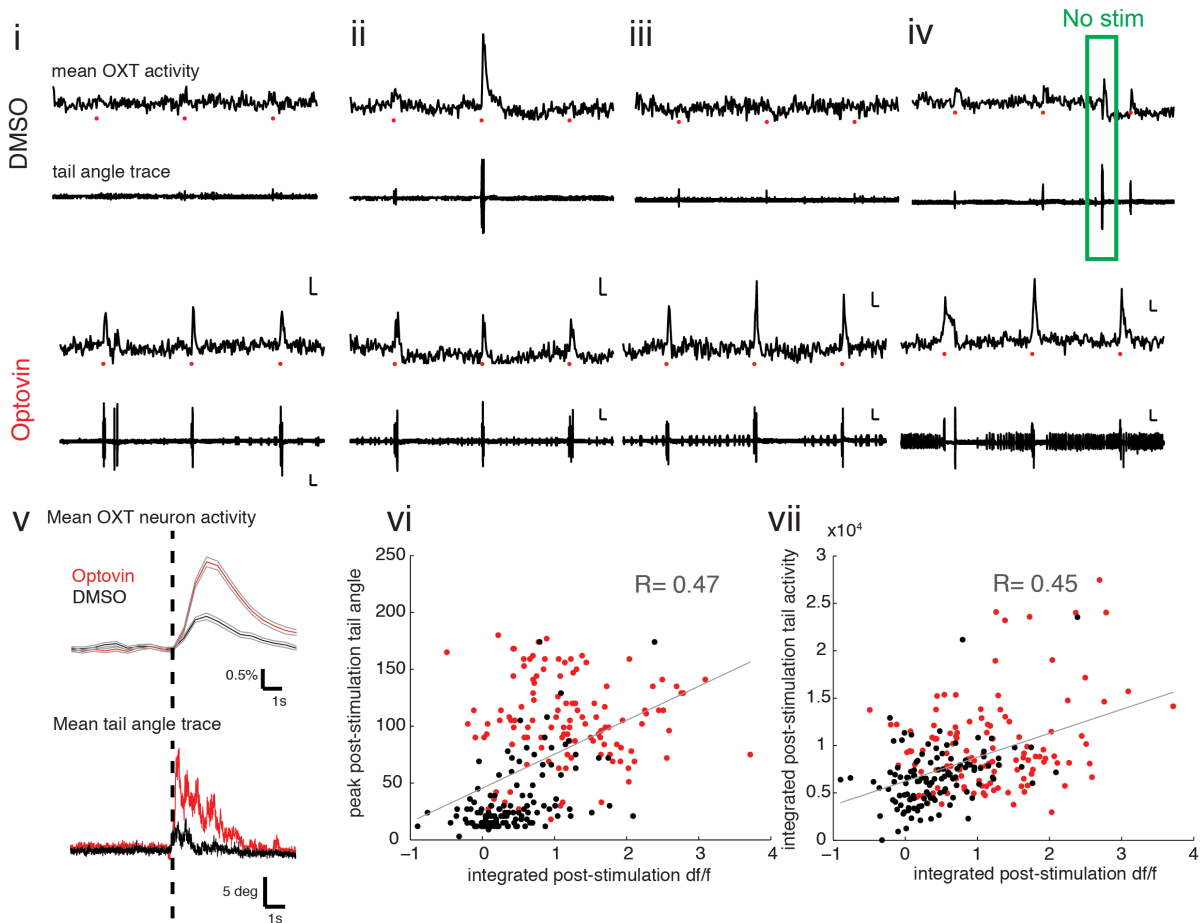 i
ii
iii
iv
No stim
DMSO
mean OXT activity
tail angle trace
Optovin
v
Mean OXT neuron activity
Optovin
DMSO
0.5%
1s
Mean tail angle trace
5 deg
1s
vi
R= 0.47
peak post-stimulation tail angle
250
200
150
100
50
0
−1
0
1
2
3
4
integrated post-stimulation df/f
vii
x10⁴
R= 0.45
integrated post-stimulation tail activity
3
2.5
2
1.5
1
0.5
0
−1
0
1
2
3
4
integrated post-stimulation df/f